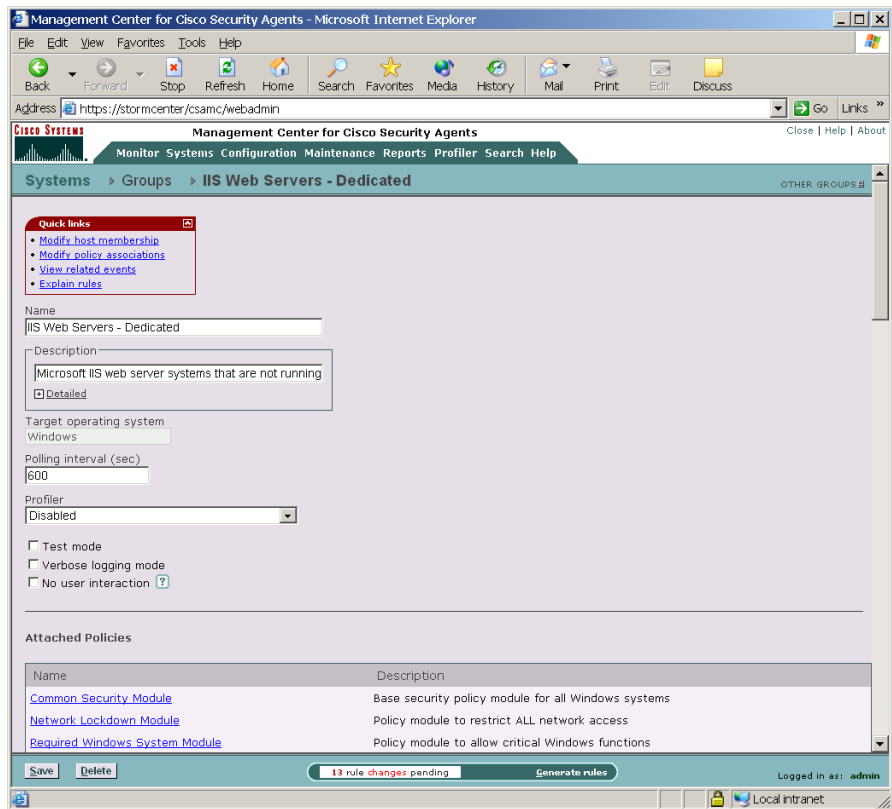 Management Center for Cisco Security Agents - Microsoft Internet Explorer
File Edit View Favorites Tools Help
Back Forward Stop Refresh Home Search Favorites Media History Mail Print Edit Discuss
Address https://stormcenter/csamc/webadmin Go Links »
CISCO SYSTEMS Management Center for Cisco Security Agents Close | Help | About
Monitor Systems Configuration Maintenance Reports Profiler Search Help
Systems > Groups > IIS Web Servers - Dedicated OTHER GROUPS
Quick links
• Modify host membership
• Modify policy associations
• View related events
• Explain rules
Name
IIS Web Servers - Dedicated
Description
Microsoft IIS web server systems that are not running
+ Detailed
Target operating system
Windows
Polling interval (sec)
600
Profiler
Disabled
Test mode
Verbose logging mode
No user interaction ?
Attached Policies
Name Description
Common Security Module Base security policy module for all Windows systems
Network Lockdown Module Policy module to restrict ALL network access
Required Windows System Module Policy module to allow critical Windows functions
Save Delete 13 rule changes pending Generate rules Logged in as: admin
Local intranet